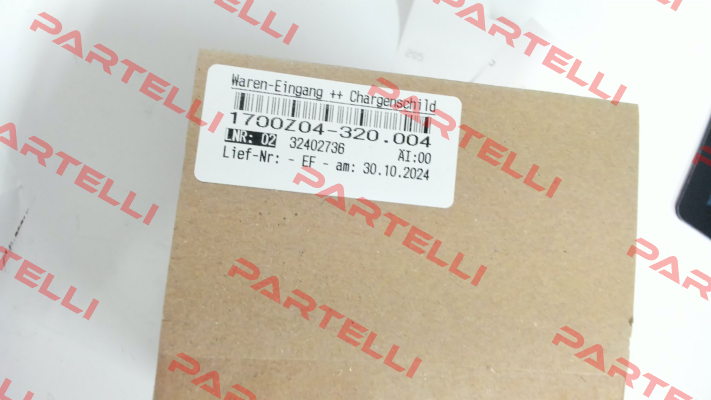 Waren-Eingang ++ Chargenschild
1700Z04-320.004
LNR: 02 32402736 ÄI:00
Lief-Nr: - EF - am: 30.10.2024
PARTELLI
PARTELLI
PARTELLI
PARTELLI
PARTELLI
PARTELLI
PARTELLI
PARTELLI
PARTELLI
PARTELLI